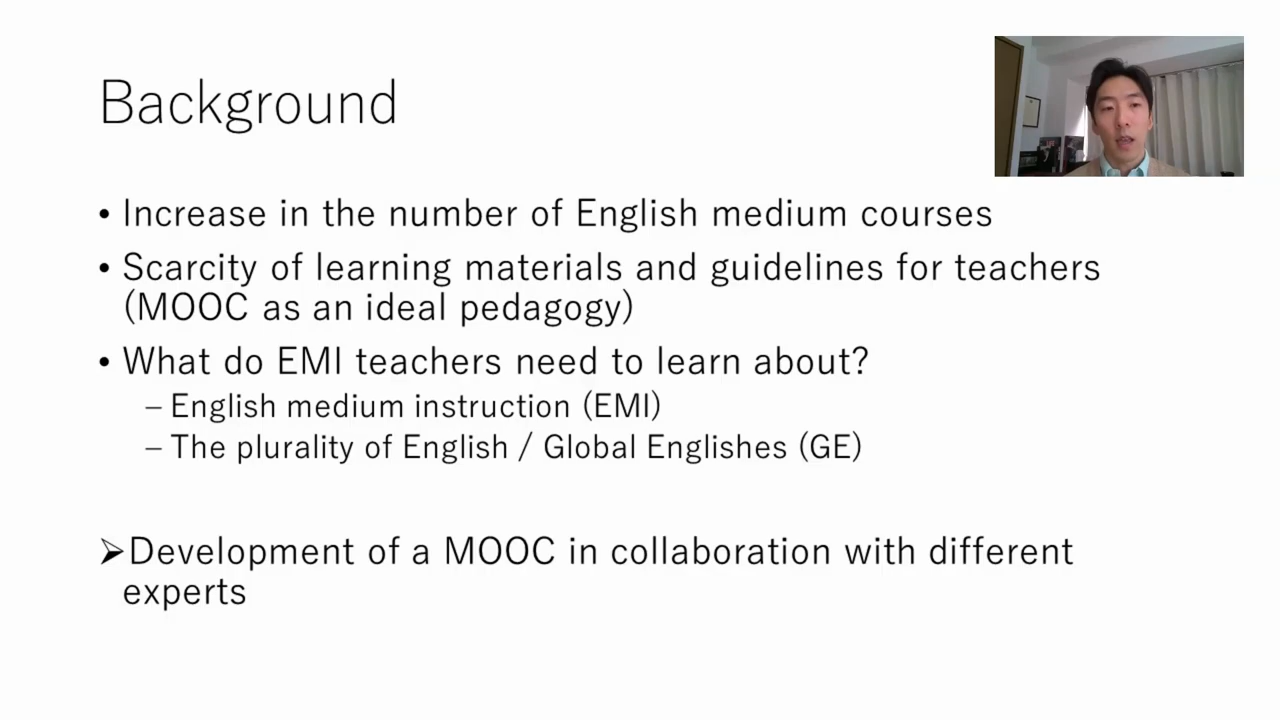 Background
• Increase in the number of English medium courses
• Scarcity of learning materials and guidelines for teachers
(MOOC as an ideal pedagogy)
• What do EMI teachers need to learn about?
– English medium instruction (EMI)
– The plurality of English / Global Englishes (GE)
➢Development of a MOOC in collaboration with different
experts